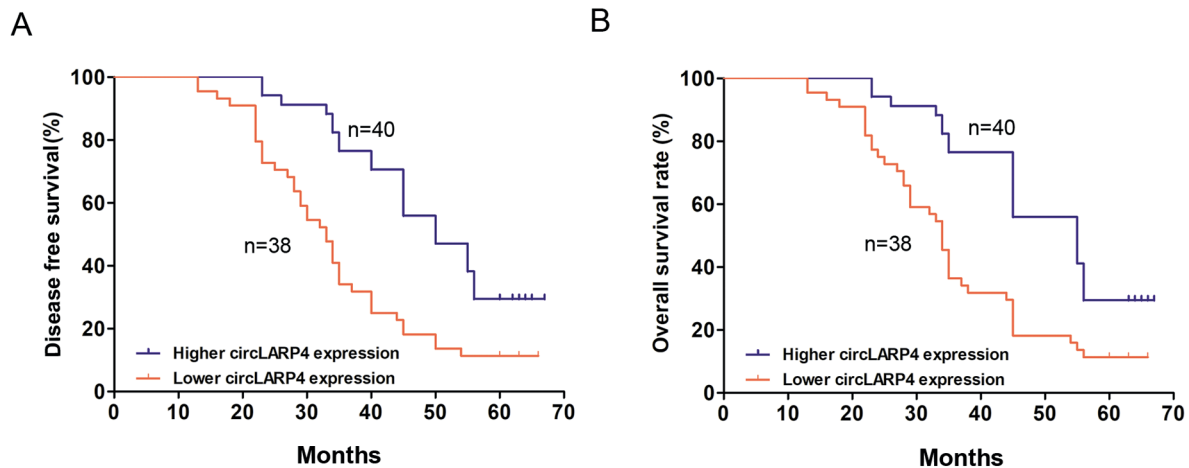 A
Disease free survival(%)
100
80
60
40
20
0
n=40
n=38
Higher circLARP4 expression
Lower circLARP4 expression
0 10 20 30 40 50 60 70
Months
B
Overall survival rate (%)
100
80
60
40
20
0
n=40
n=38
Higher circLARP4 expression
Lower circLARP4 expression
0 10 20 30 40 50 60 70
Months